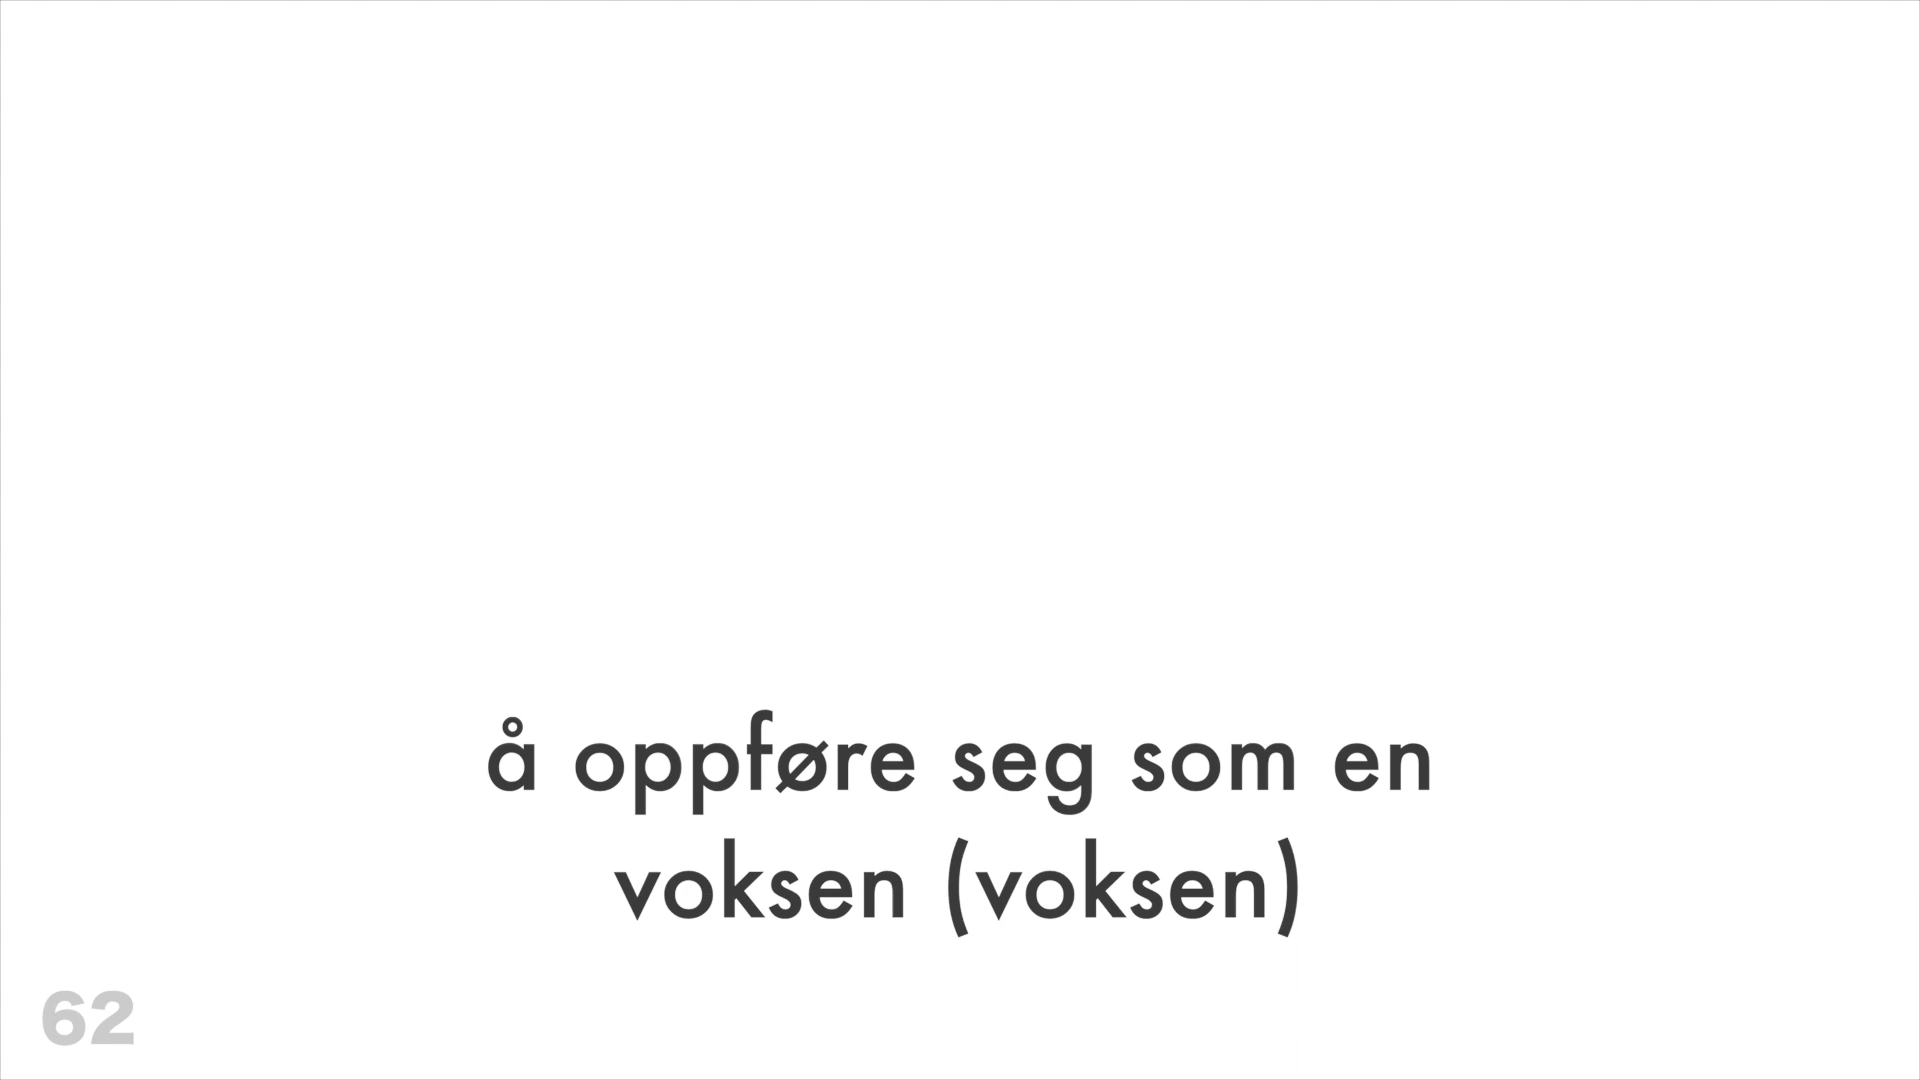 å oppføre seg som en
voksen (voksen)
62